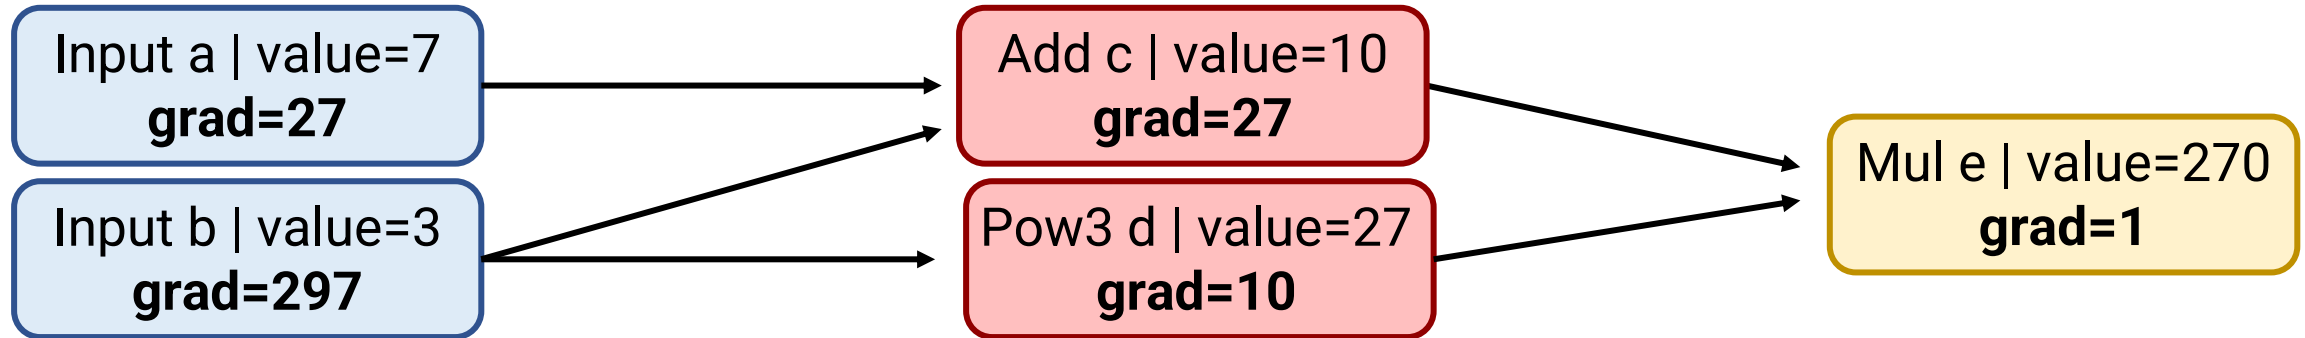 Input a | value=7
grad=27
Input b | value=3
grad=297
Add c | value=10
grad=27
Pow3 d | value=27
grad=10
Mul e | value=270
grad=1